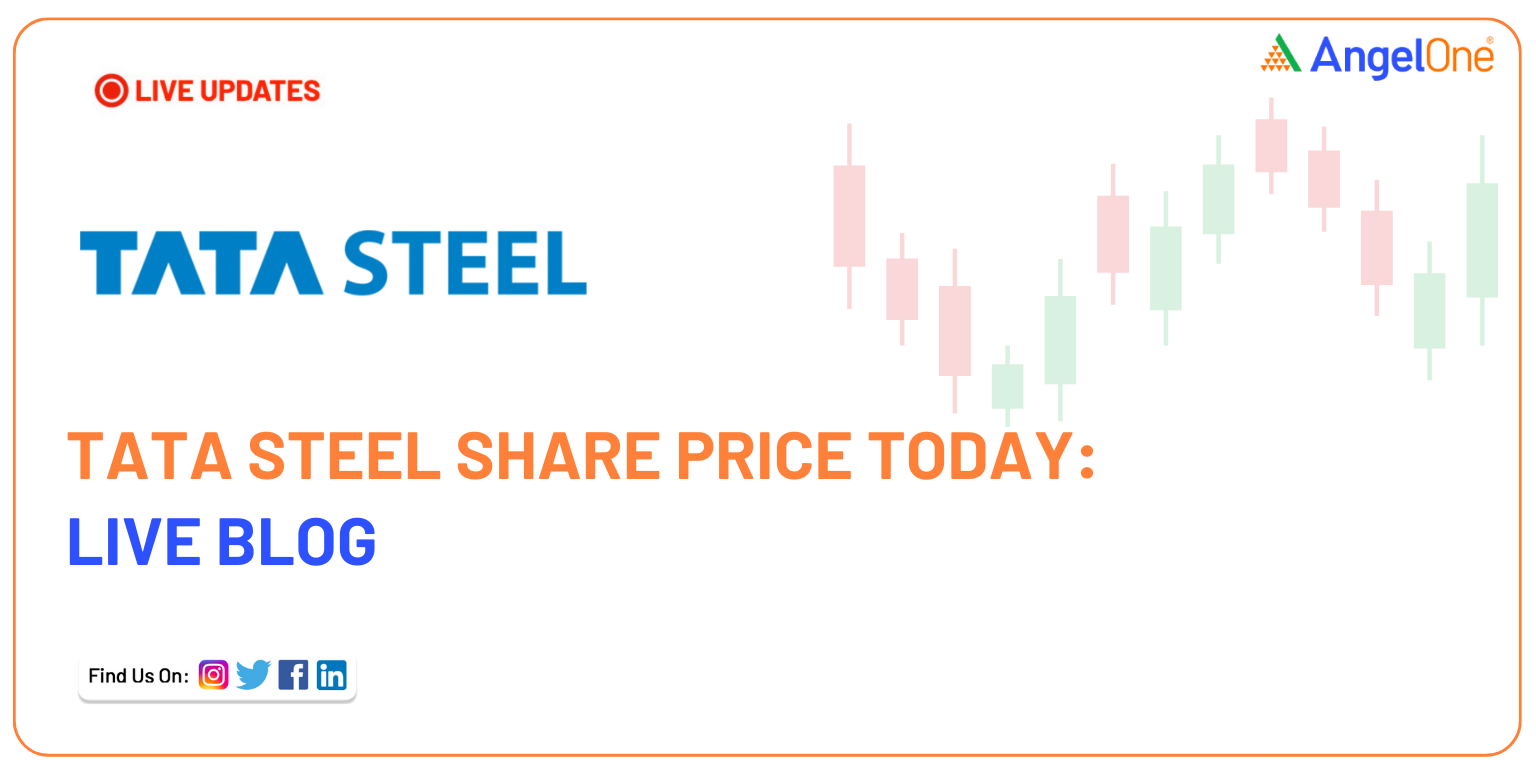 AngelOne®
LIVE UPDATES
TATA STEEL
TATA STEEL SHARE PRICE TODAY:
LIVE BLOG
Find Us On: